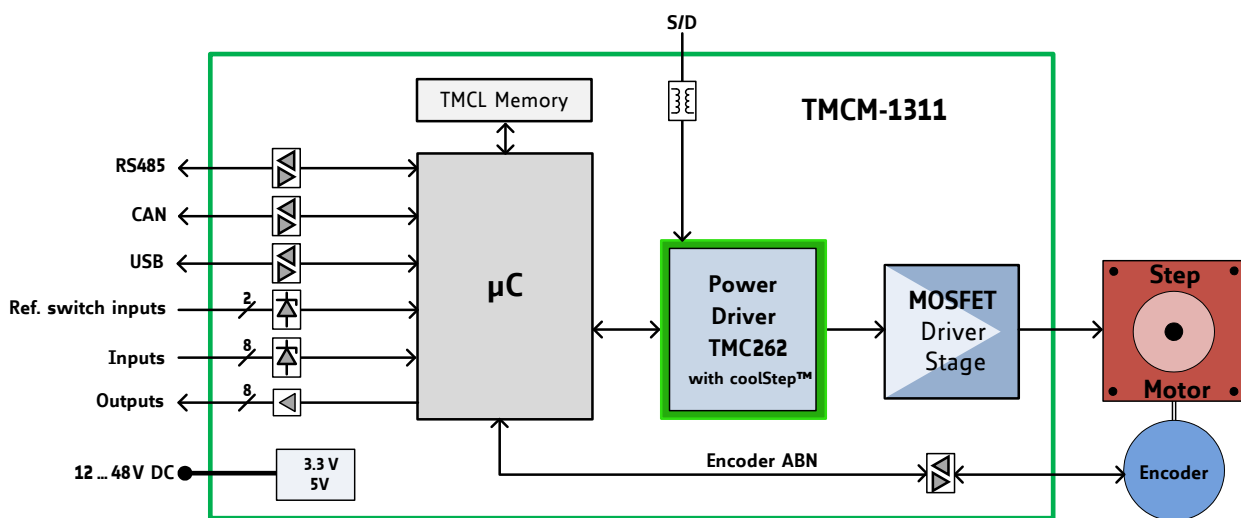 S/D
TMCL Memory
TMCM-1311
RS485
CAN
USB
Ref. switch inputs
2
Inputs
8
Outputs
8
12 ... 48V DC
3.3 V
5V
µC
Power
Driver
TMC262
with coolStep™
MOSFET
Driver
Stage
Step
Motor
Encoder ABN
Encoder